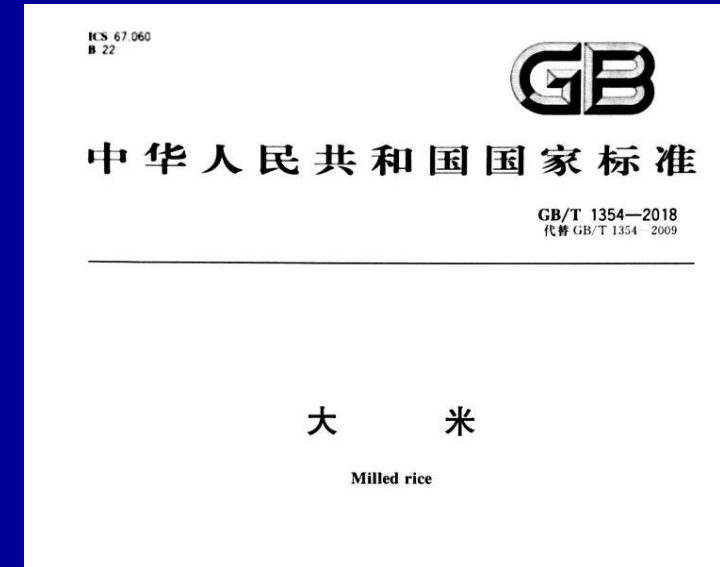 ICS 67.060
B 22
GB
中华人民共和国国家标准
GB/T 1354—2018
代替 GB/T 1354—2009
大 米
Milled rice